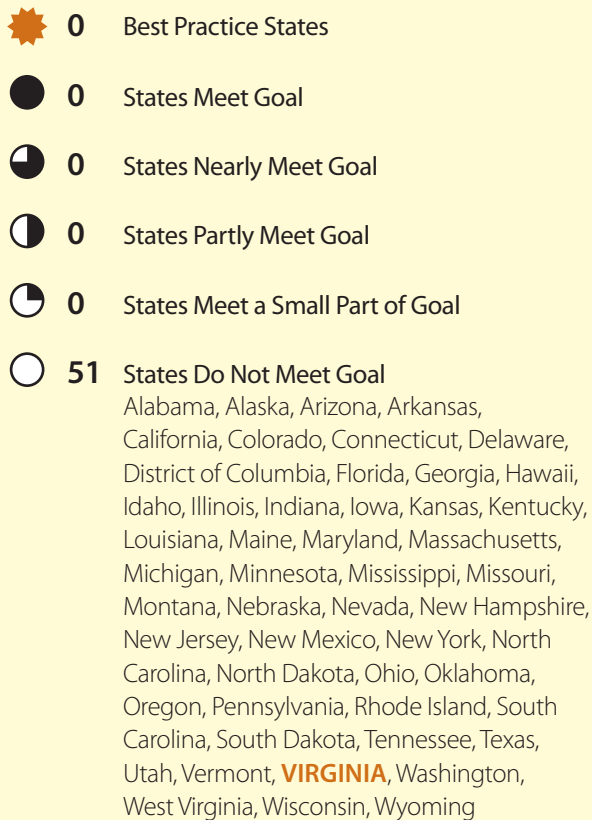 0 Best Practice States
0 States Meet Goal
0 States Nearly Meet Goal
0 States Partly Meet Goal
0 States Meet a Small Part of Goal
51 States Do Not Meet Goal
Alabama, Alaska, Arizona, Arkansas,
California, Colorado, Connecticut, Delaware,
District of Columbia, Florida, Georgia, Hawaii,
Idaho, Illinois, Indiana, Iowa, Kansas, Kentucky,
Louisiana, Maine, Maryland, Massachusetts,
Michigan, Minnesota, Mississippi, Missouri,
Montana, Nebraska, Nevada, New Hampshire,
New Jersey, New Mexico, New York, North
Carolina, North Dakota, Ohio, Oklahoma,
Oregon, Pennsylvania, Rhode Island, South
Carolina, South Dakota, Tennessee, Texas,
Utah, Vermont, VIRGINIA, Washington,
West Virginia, Wisconsin, Wyoming